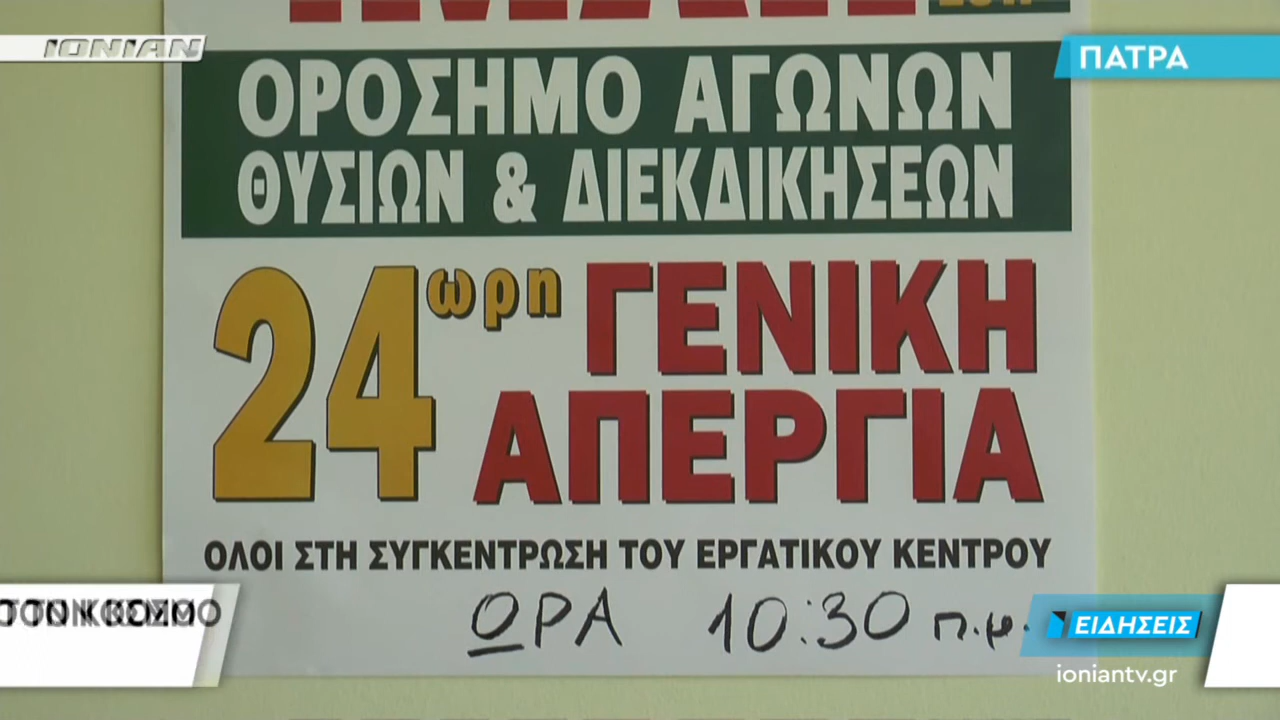 IONIAN
ΠΑΤΡΑ
ΟΡΟΣΗΜΟ ΑΓΩΝΩΝ
ΘΥΣΙΩΝ & ΔΙΕΚΔΙΚΗΣΕΩΝ
24ωρη ΓΕΝΙΚΗ
ΑΠΕΡΓΙΑ
ΟΛΟΙ ΣΤΗ ΣΥΓΚΕΝΤΡΩΣΗ ΤΟΥ ΕΡΓΑΤΙΚΟΥ ΚΕΝΤΡΟΥ
ΩΡΑ 10:30 π.μ.
ΕΙΔΗΣΕΙΣ
ioniantv.gr